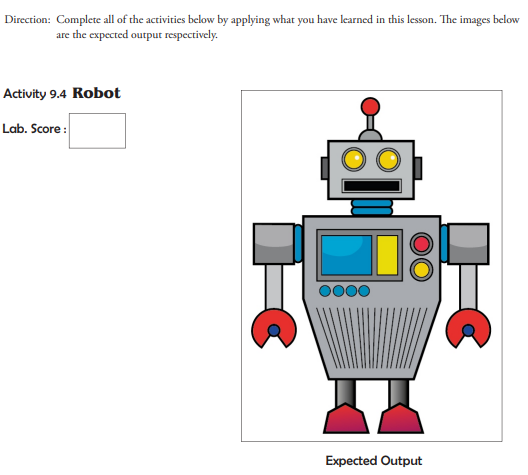 Direction: Complete all of the activities below by applying what you have learned in this lesson. The images below
are the expected output respectively.
Activity 9.4 Robot
Lab. Score :
Expected Output